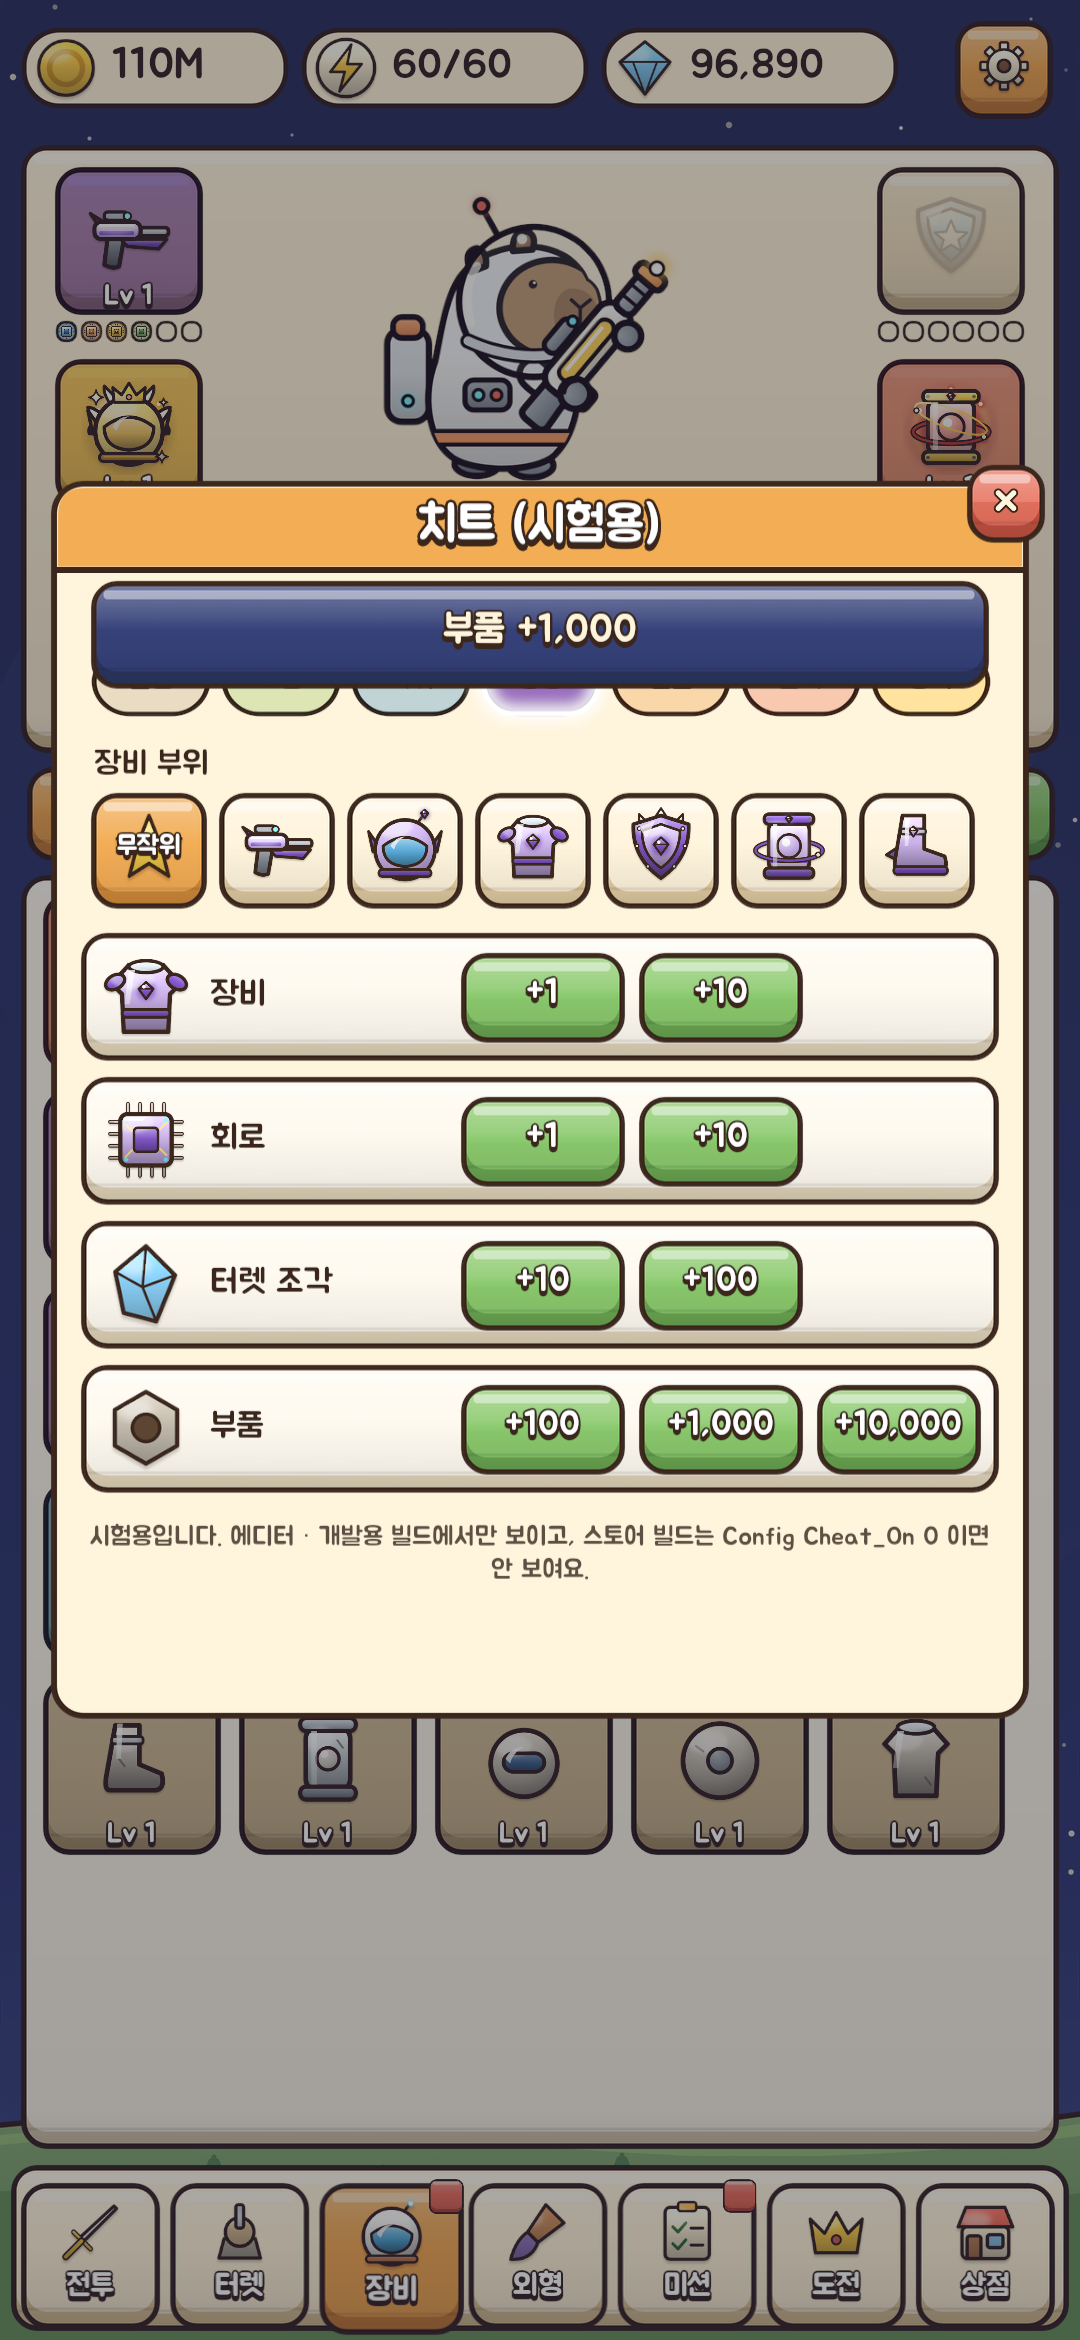 110M
60/60
96,890
Lv 1
치트 (시험용)
부품 +1,000
장비 부위
무작위
장비
+1
+10
회로
+1
+10
터렛 조각
+10
+100
부품
+100
+1,000
+10,000
시험용입니다. 에디터 · 개발용 빌드에서만 보이고, 스토어 빌드는 Config Cheat_On 0 이면
안 보여요.
Lv 1
Lv 1
Lv 1
Lv 1
Lv 1
전투
터렛
장비
외형
미션
도전
상점